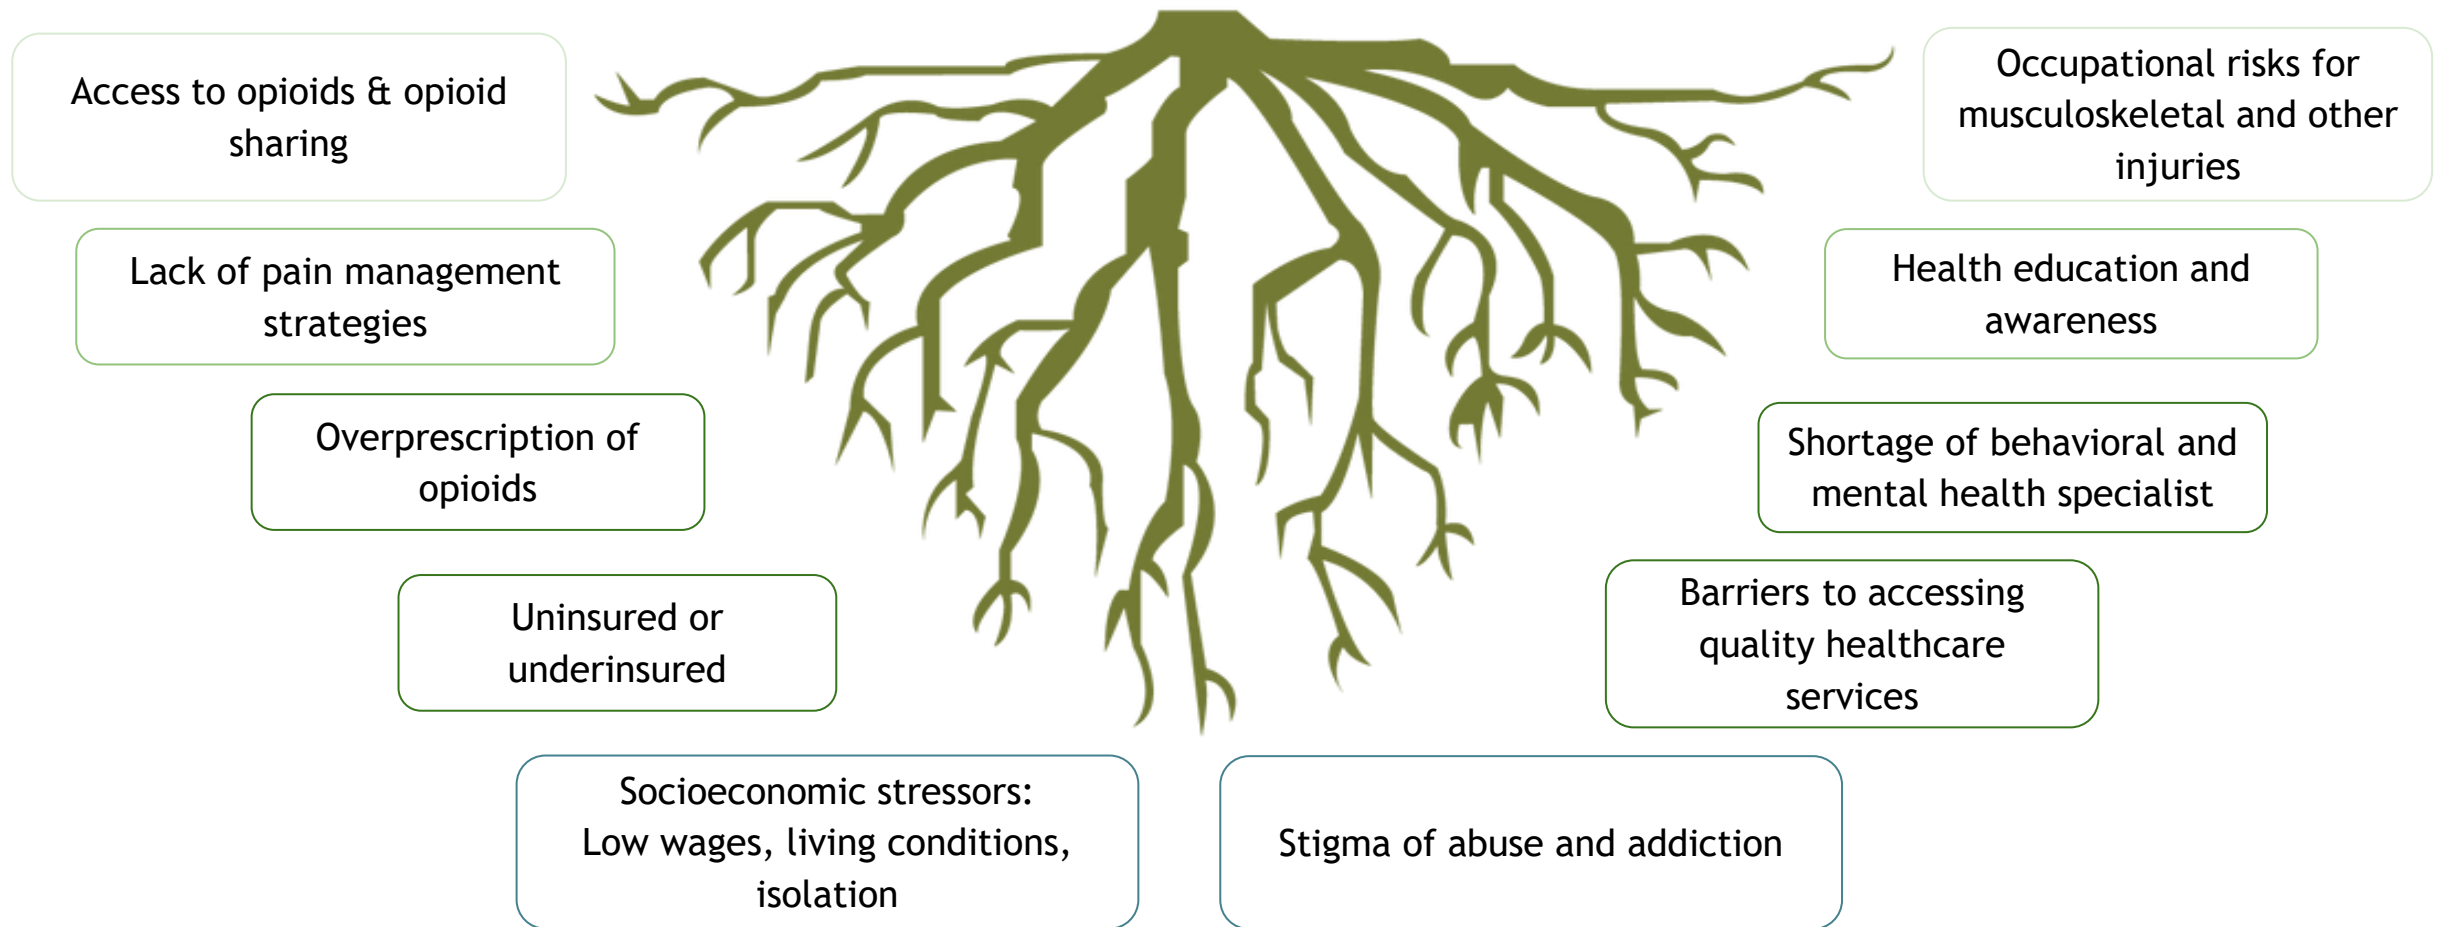 Access to opioids & opioid
sharing
Lack of pain management
strategies
Overprescription of
opioids
Uninsured or
underinsured
Socioeconomic stressors:
Low wages, living conditions,
isolation
Occupational risks for
musculoskeletal and other
injuries
Health education and
awareness
Shortage of behavioral and
mental health specialist
Barriers to accessing
quality healthcare
services
Stigma of abuse and addiction